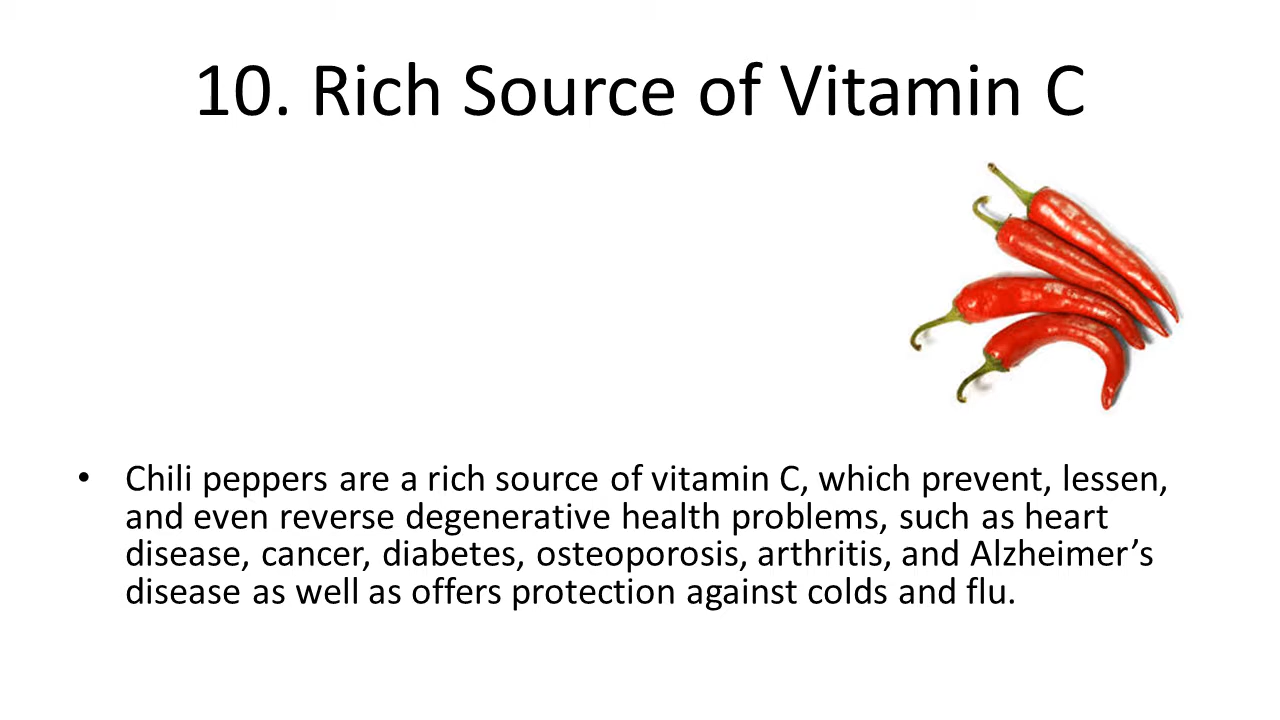 10. Rich Source of Vitamin C
• Chili peppers are a rich source of vitamin C, which prevent, lessen,
and even reverse degenerative health problems, such as heart
disease, cancer, diabetes, osteoporosis, arthritis, and Alzheimer’s
disease as well as offers protection against colds and flu.